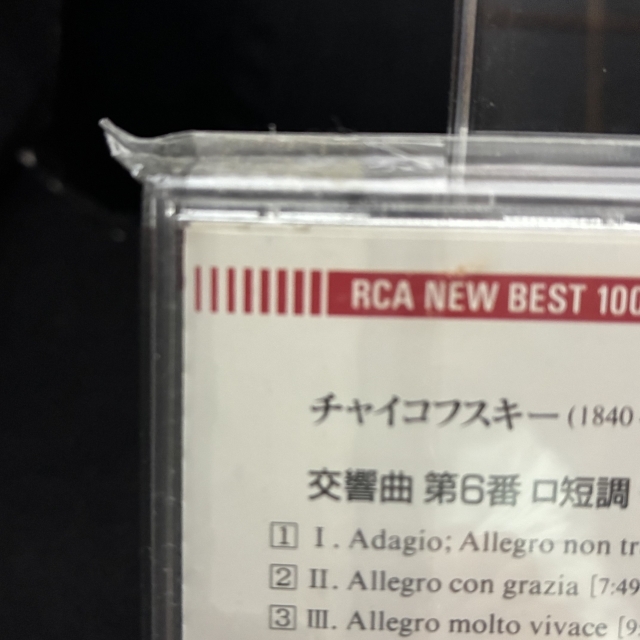 RCA NEW BEST 100
チャイコフスキー (1840
交響曲 第6番 ロ短調
1 I. Adagio; Allegro non tr
2 II. Allegro con grazia [7:49
3 III. Allegro molto vivace [9